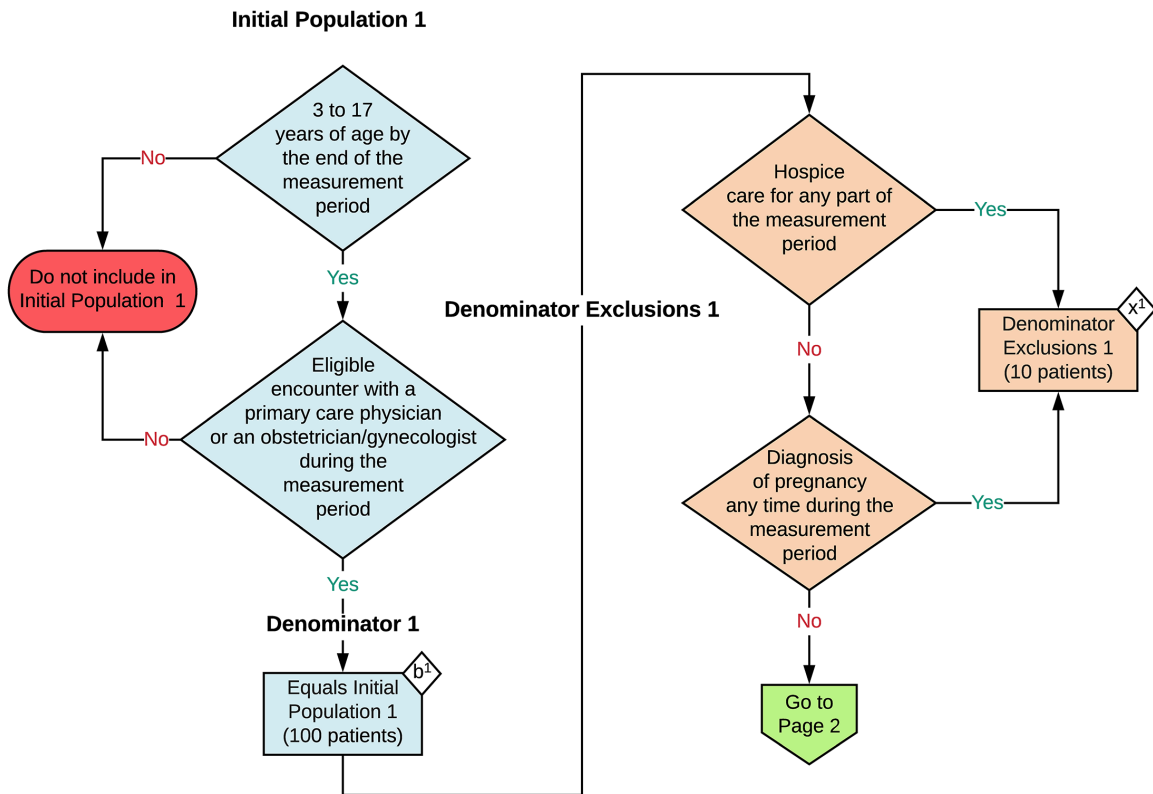 Initial Population 1
3 to 17
years of age by
the end of the
measurement
period
No
Yes
Do not include in
Initial Population 1
Eligible
encounter with a
primary care physician
or an obstetrician/gynecologist
during the
measurement
period
No
Yes
Denominator 1
b¹
Equals Initial
Population 1
(100 patients)
Denominator Exclusions 1
Hospice
care for any part of
the measurement
period
Yes
No
x¹
Denominator
Exclusions 1
(10 patients)
Diagnosis
of pregnancy
any time during the
measurement
period
Yes
No
Go to
Page 2